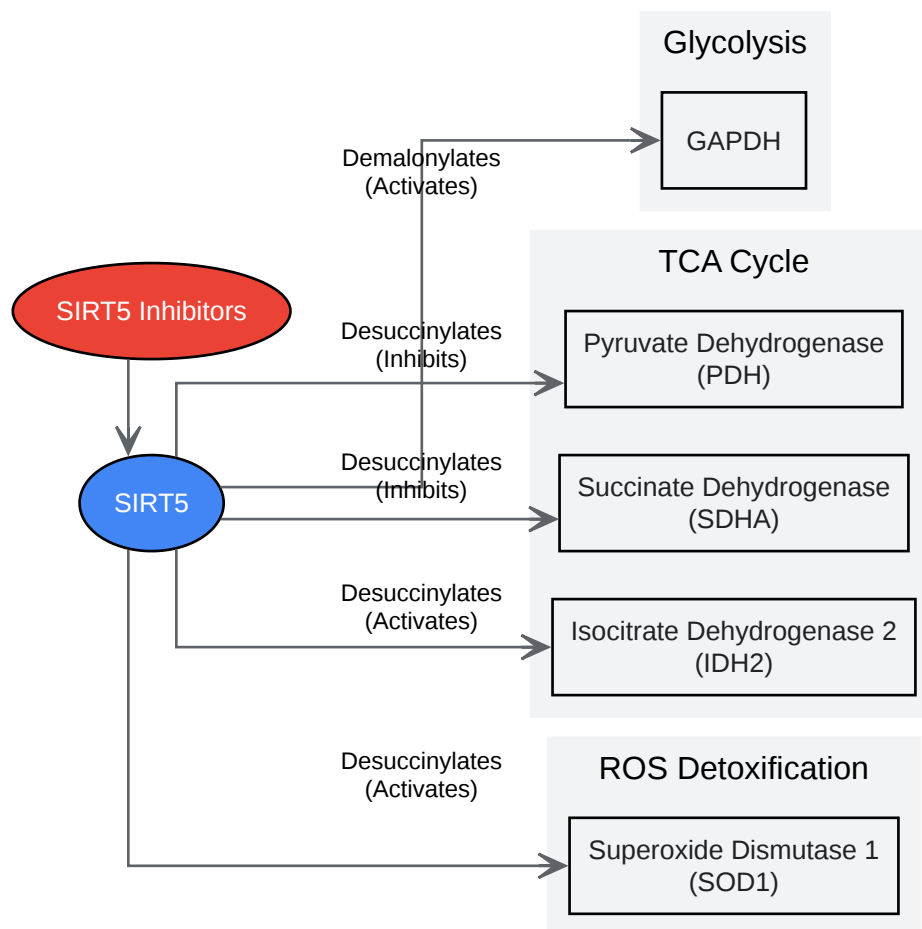 Glycolysis
GAPDH
Demalonylates
(Activates)
TCA Cycle
SIRT5 Inhibitors
Desuccinylates
(Inhibits)
Pyruvate Dehydrogenase
(PDH)
Desuccinylates
(Inhibits)
Succinate Dehydrogenase
(SDHA)
SIRT5
Desuccinylates
(Activates)
Isocitrate Dehydrogenase 2
(IDH2)
Desuccinylates
(Activates)
ROS Detoxification
Superoxide Dismutase 1
(SOD1)